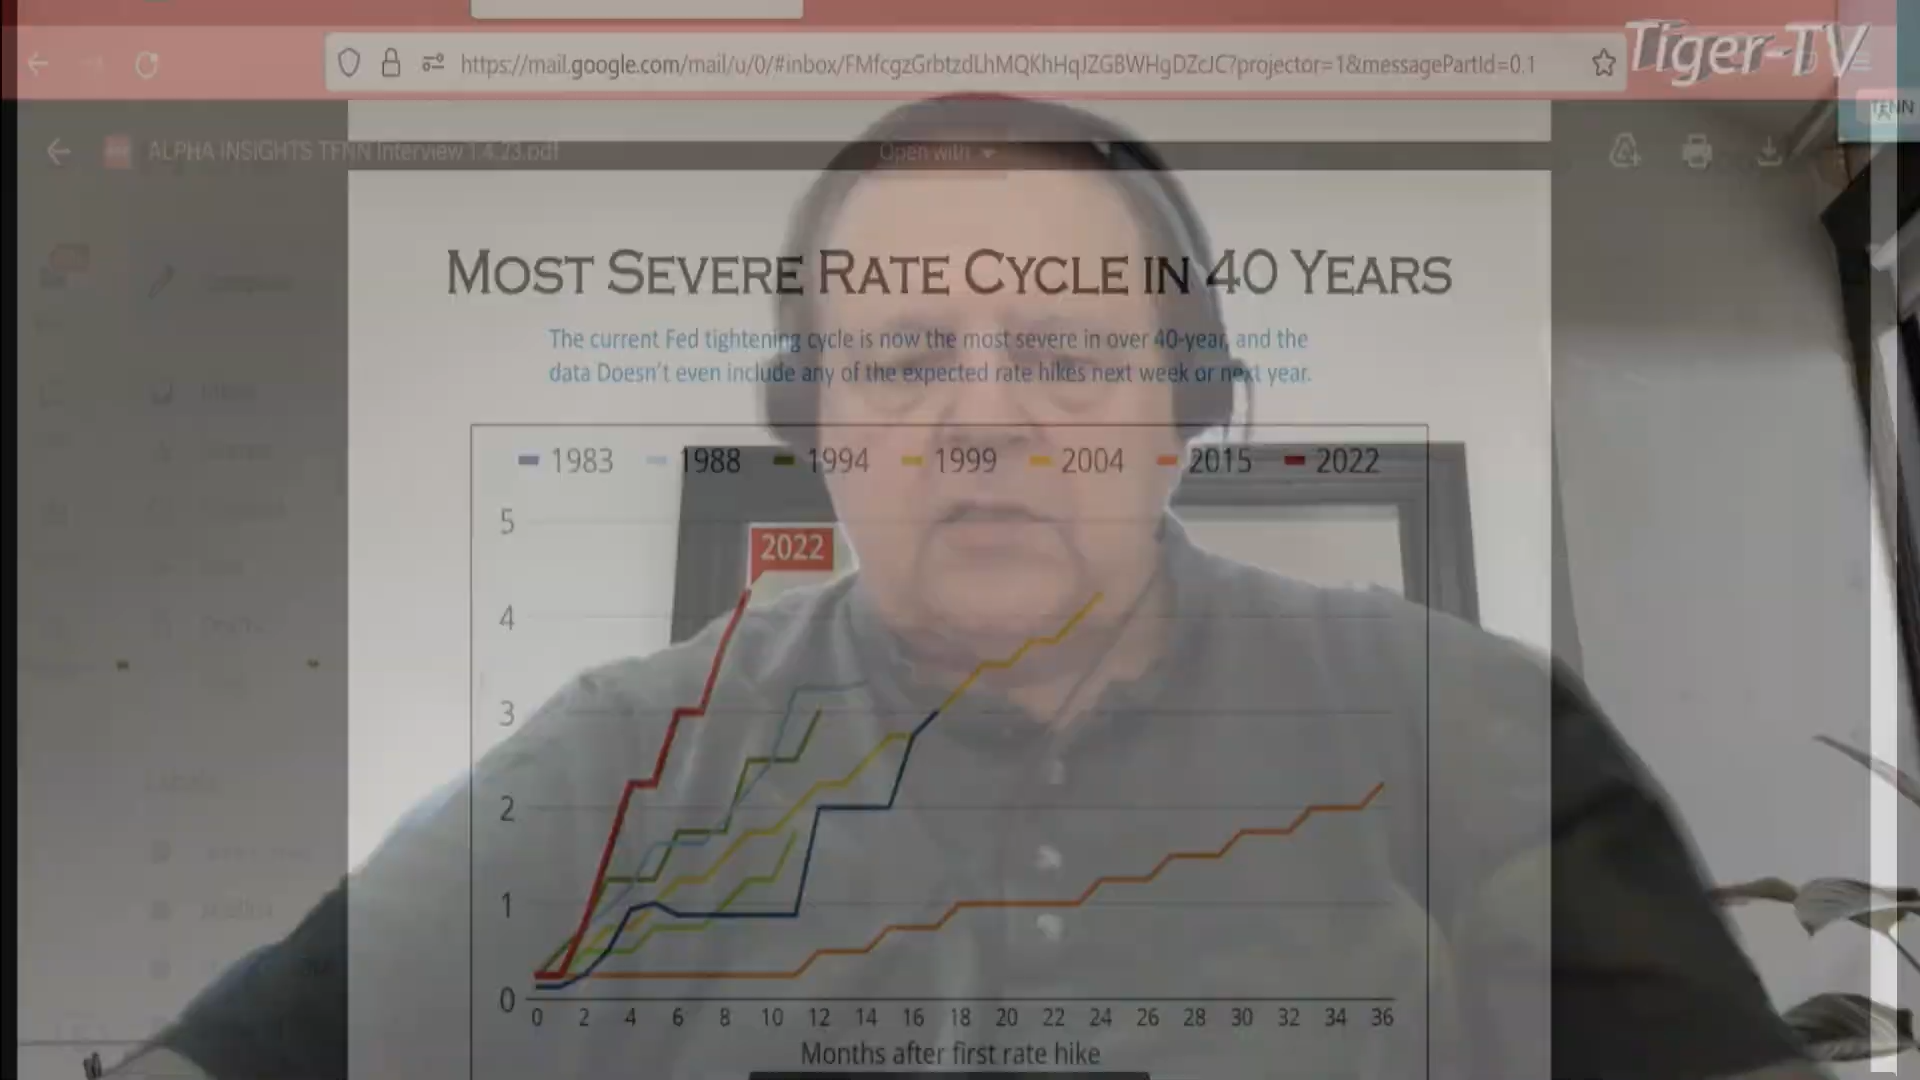 Tiger-TV
https://mail.google.com/mail/u/0/#inbox/FMfcgzGrbtzdLhMQKhHqJZGBWHgDZcJC?projector=1&messagePartId=0.1
TFNN
ALPHA INSIGHTS TFNN Interview 1.4.23.pdf
Open with
MOST SEVERE RATE CYCLE IN 40 YEARS
The current Fed tightening cycle is now the most severe in over 40-year, and the
data Doesn't even include any of the expected rate hikes next week or next year.
1983 1988 1994 1999 2004 2015 2022
5
2022
4
3
2
1
0
0 2 4 6 8 10 12 14 16 18 20 22 24 26 28 30 32 34 36
Months after first rate hike